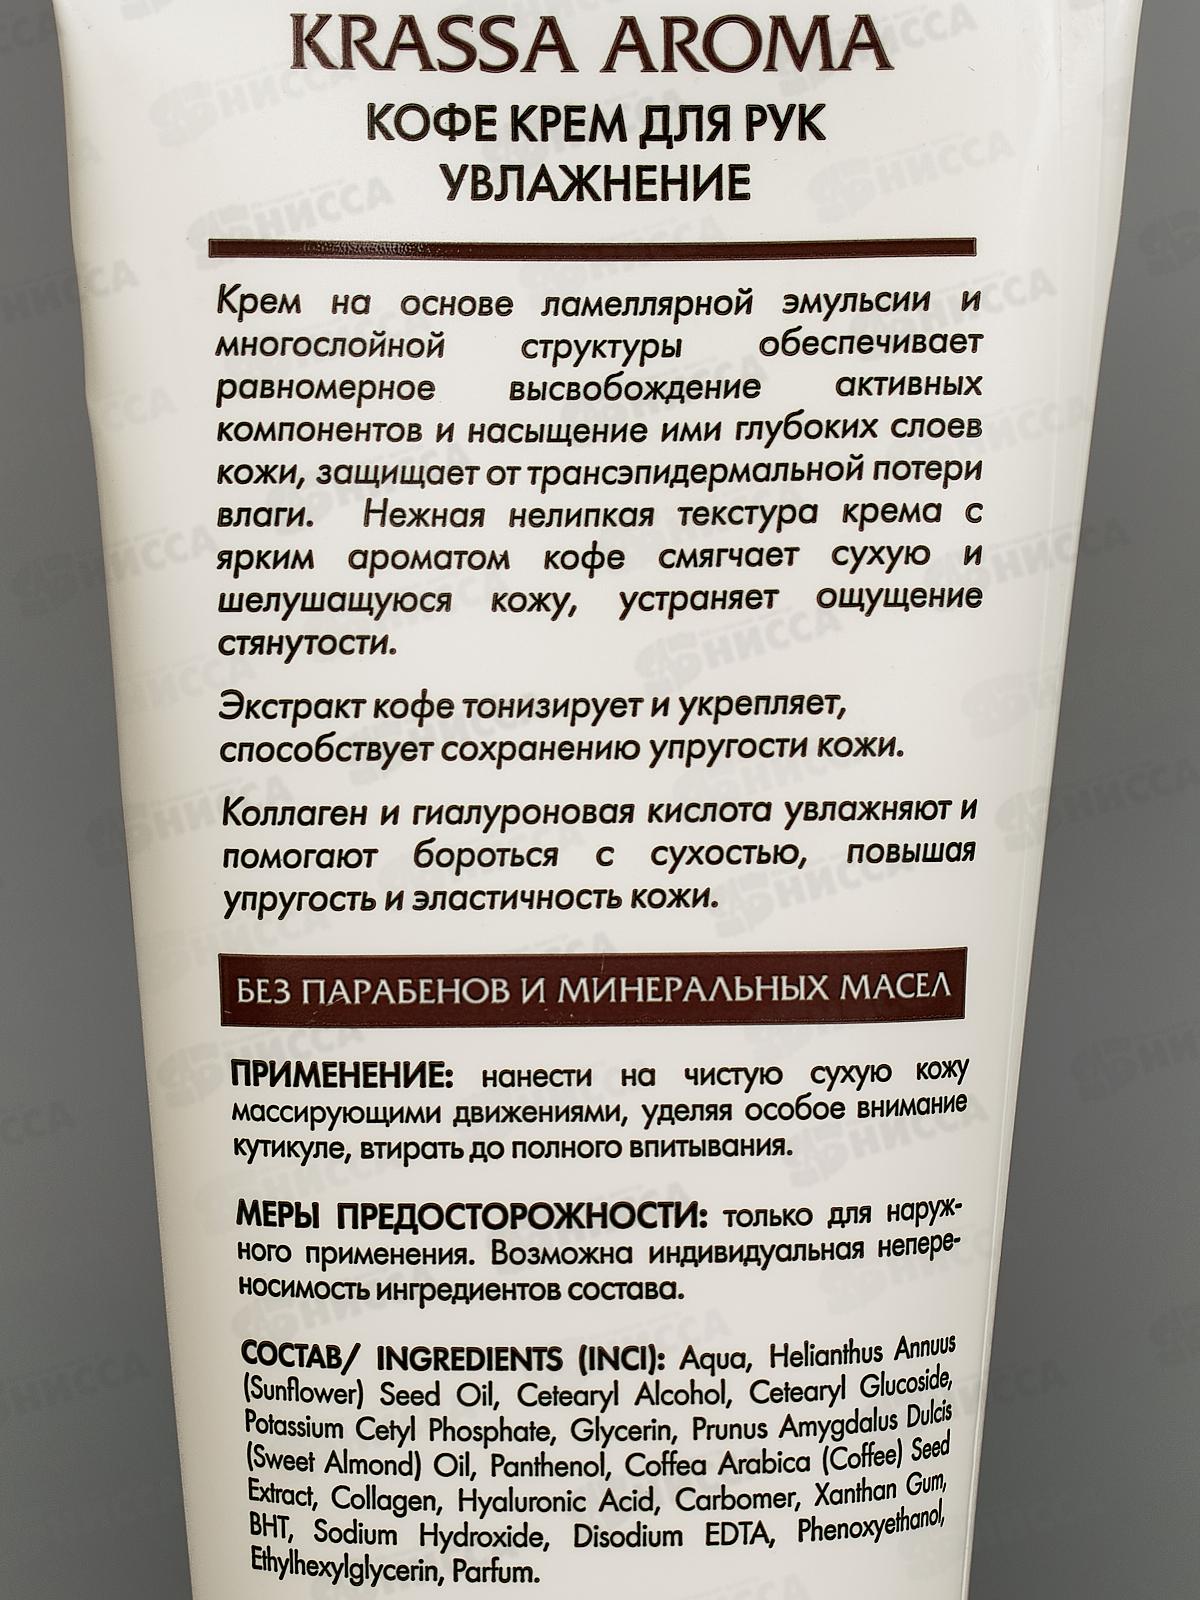 KRASSA AROMA
КОФЕ КРЕМ ДЛЯ РУК
УВЛАЖНЕНИЕ
Крем на основе ламеллярной эмульсии и
многослойной структуры обеспечивает
равномерное высвобождение активных
компонентов и насыщение ими глубоких слоев
кожи, защищает от трансэпидермальной потери
влаги. Нежная нелипкая текстура крема с
ярким ароматом кофе смягчает сухую и
шелушащуюся кожу, устраняет ощущение
стянутости.
Экстракт кофе тонизирует и укрепляет,
способствует сохранению упругости кожи.
Коллаген и гиалуроновая кислота увлажняют и
помогают бороться с сухостью, повышая
упругость и эластичность кожи.
БЕЗ ПАРАБЕНОВ И МИНЕРАЛЬНЫХ МАСЕЛ
ПРИМЕНЕНИЕ: нанести на чистую сухую кожу
массирующими движениями, уделяя особое внимание
кутикуле, втирать до полного впитывания.
МЕРЫ ПРЕДОСТОРОЖНОСТИ: только для наруж-
ного применения. Возможна индивидуальная непере-
носимость ингредиентов состава.
СОСТАВ/ INGREDIENTS (INCI): Aqua, Helianthus Annuus
(Sunflower) Seed Oil, Cetearyl Alcohol, Cetearyl Glucoside,
Potassium Cetyl Phosphate, Glycerin, Prunus Amygdalus Dulcis
(Sweet Almond) Oil, Panthenol, Coffea Arabica (Coffee) Seed
Extract, Collagen, Hyaluronic Acid, Carbomer, Xanthan Gum,
BHT, Sodium Hydroxide, Disodium EDTA, Phenoxyethanol,
Ethylhexylglycerin, Parfum.